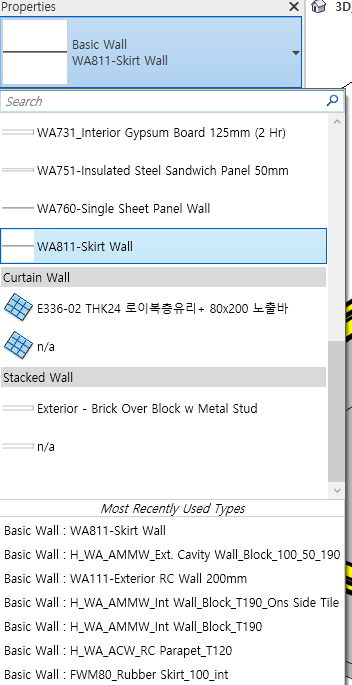 Properties
3D
Basic Wall
WA811-Skirt Wall
Search
WA731_Interior Gypsum Board 125mm (2 Hr)
WA751-Insulated Steel Sandwich Panel 50mm
WA760-Single Sheet Panel Wall
WA811-Skirt Wall
Curtain Wall
E336-02 THK24 로이복층유리+ 80x200 노출바
n/a
Stacked Wall
Exterior - Brick Over Block w Metal Stud
n/a
Most Recently Used Types
Basic Wall : WA811-Skirt Wall
Basic Wall : H_WA_AMMW_Ext. Cavity Wall_Block_100_50_190
Basic Wall : WA111-Exterior RC Wall 200mm
Basic Wall : H_WA_AMMW_Int Wall_Block_T190_Ons Side Tile
Basic Wall : H_WA_AMMW_Int Wall_Block_T190
Basic Wall : H_WA_ACW_RC Parapet_T120
Basic Wall : FWM80_Rubber Skirt_100_int